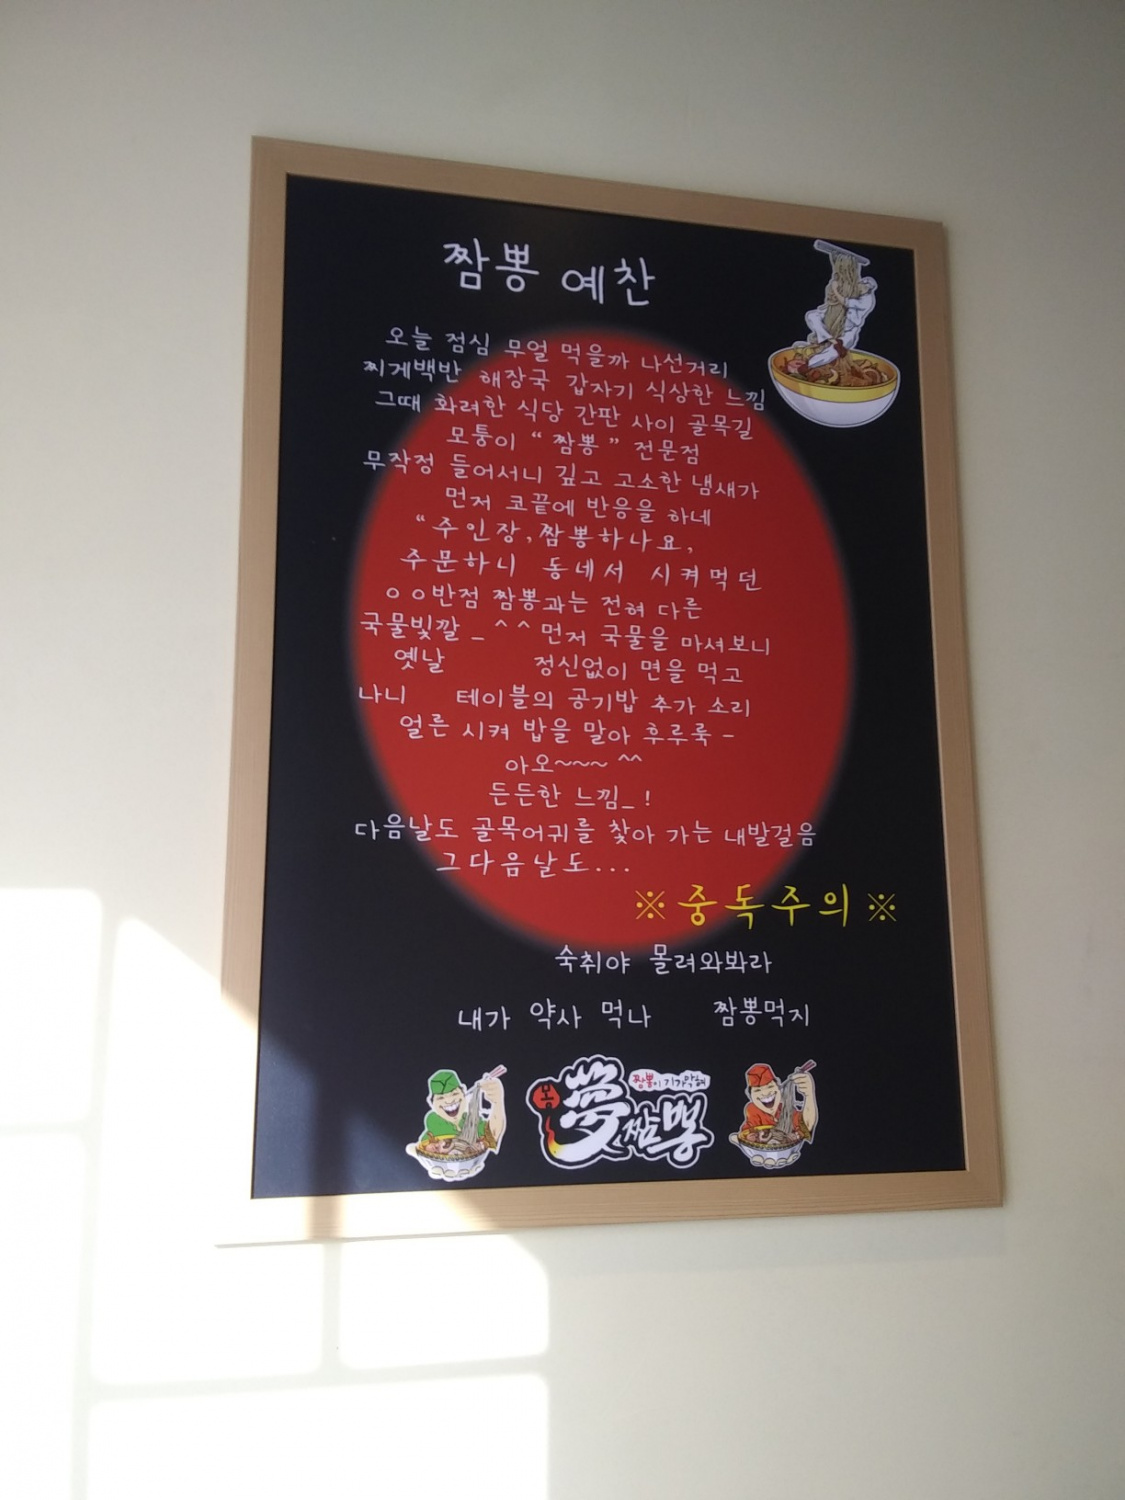 짬뽕 예찬
오늘 점심 무얼 먹을까 나선거리
찌게백반 해장국 갑자기 식상한 느낌
그때 화려한 식당 간판 사이 골목길
모퉁이 “ 짬뽕 ” 전문점
무작정 들어서니 깊고 고소한 냄새가
먼저 코끝에 반응을 하네
“주인장,짬뽕하나요,
주문하니 동네서 시켜먹던
ㅇㅇ반점 짬뽕과는 전혀 다른
국물빛깔 _ ^ ^ 먼저 국물을 마셔보니
옛날 정신없이 면을 먹고
나니 테이블의 공기밥 추가 소리
얼른 시켜 밥을 말아 후루룩 -
아오~~~~ ^^
든든한 느낌_ !
다음날도 골목어귀를 찾아 가는 내발걸음
그다음날도...
※중독주의※
숙취야 몰려와봐라
내가 약사 먹나 짬뽕먹지
짬뽕이 기가막혀
몽 夢 짬뽕